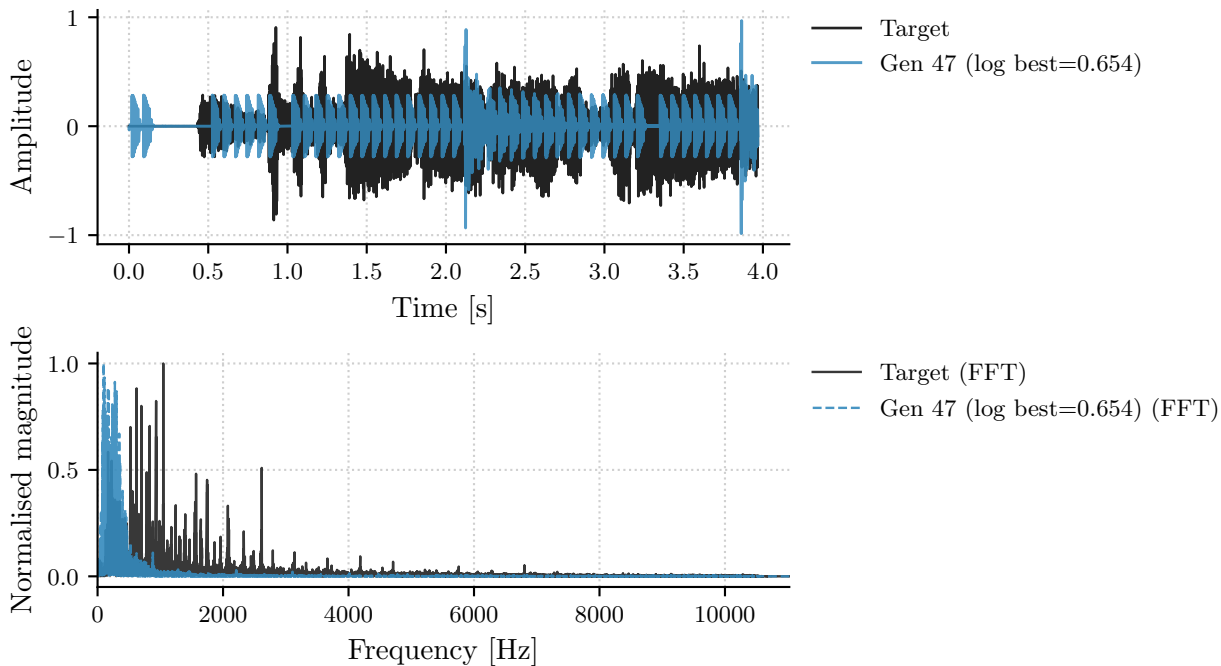 1
0
−1
Amplitude
0.0 0.5 1.0 1.5 2.0 2.5 3.0 3.5 4.0
Time [s]
Target
Gen 47 (log best=0.654)
1.0
0.5
0.0
Normalised magnitude
0 2000 4000 6000 8000 10000
Frequency [Hz]
Target (FFT)
Gen 47 (log best=0.654) (FFT)